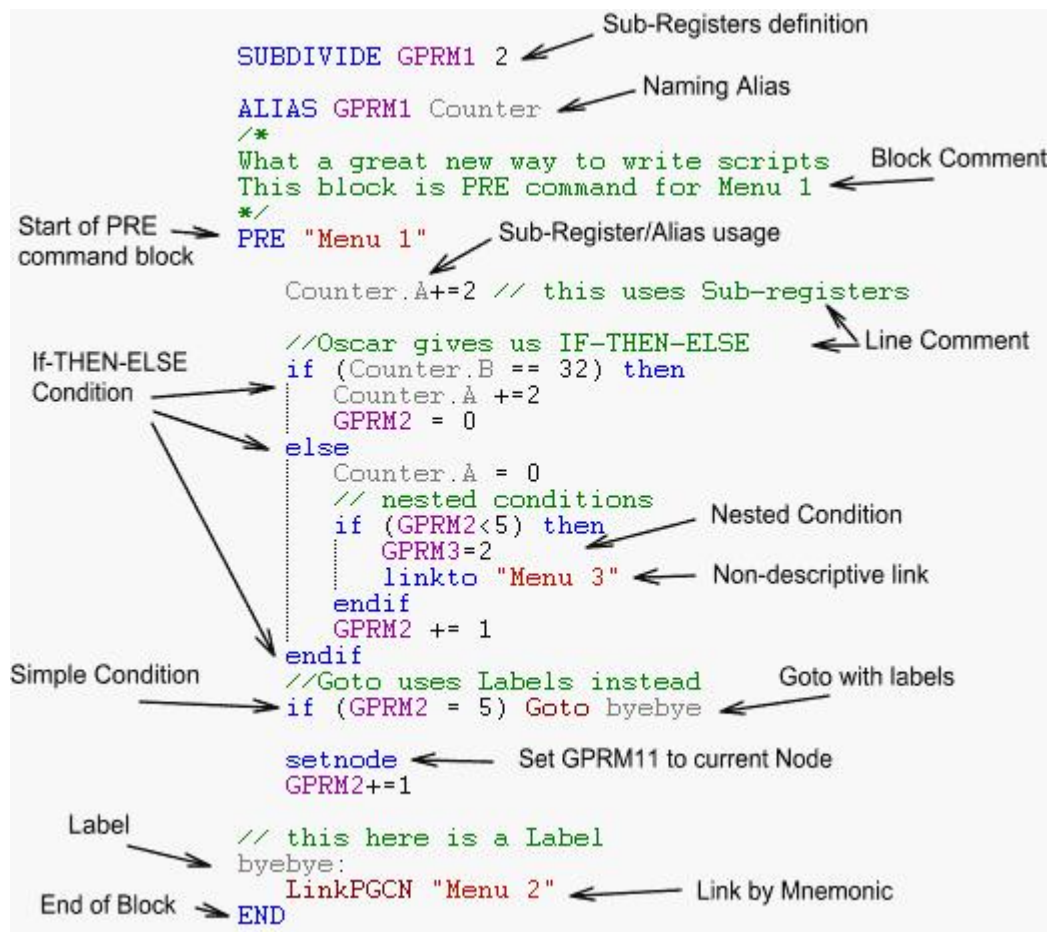 Sub-Registers definition
SUBDIVIDE GPRM1 2
Naming Alias
ALIAS GPRM1 Counter
/*
What a great new way to write scripts
Block Comment
This block is PRE command for Menu 1
*/
Start of PRE
command block
PRE "Menu 1"
Sub-Register/Alias usage
Counter.A+=2 // this uses Sub-registers
//Oscar gives us IF-THEN-ELSE
Line Comment
If-THEN-ELSE
Condition
if (Counter.B == 32) then
Counter.A +=2
GPRM2 = 0
else
Counter.A = 0
// nested conditions
if (GPRM2<5) then
Nested Condition
GPRM3=2
linkto "Menu 3"
Non-descriptive link
endif
GPRM2 += 1
endif
Simple Condition
//Goto uses Labels instead
Goto with labels
if (GPRM2 = 5) Goto byebye
setnode
Set GPRM11 to current Node
GPRM2+=1
Label
// this here is a Label
byebye:
LinkPGCN "Menu 2"
Link by Mnemonic
End of Block
END